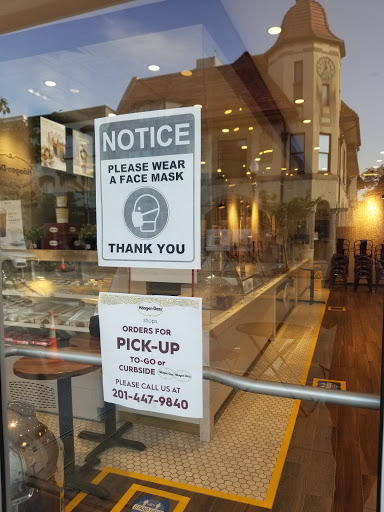 NOTICE
PLEASE WEAR
A FACE MASK
THANK YOU
Häagen-Dazs
shops
ORDERS FOR
PICK-UP
TO-GO or
CURBSIDE
PLEASE CALL US AT
201-447-9840